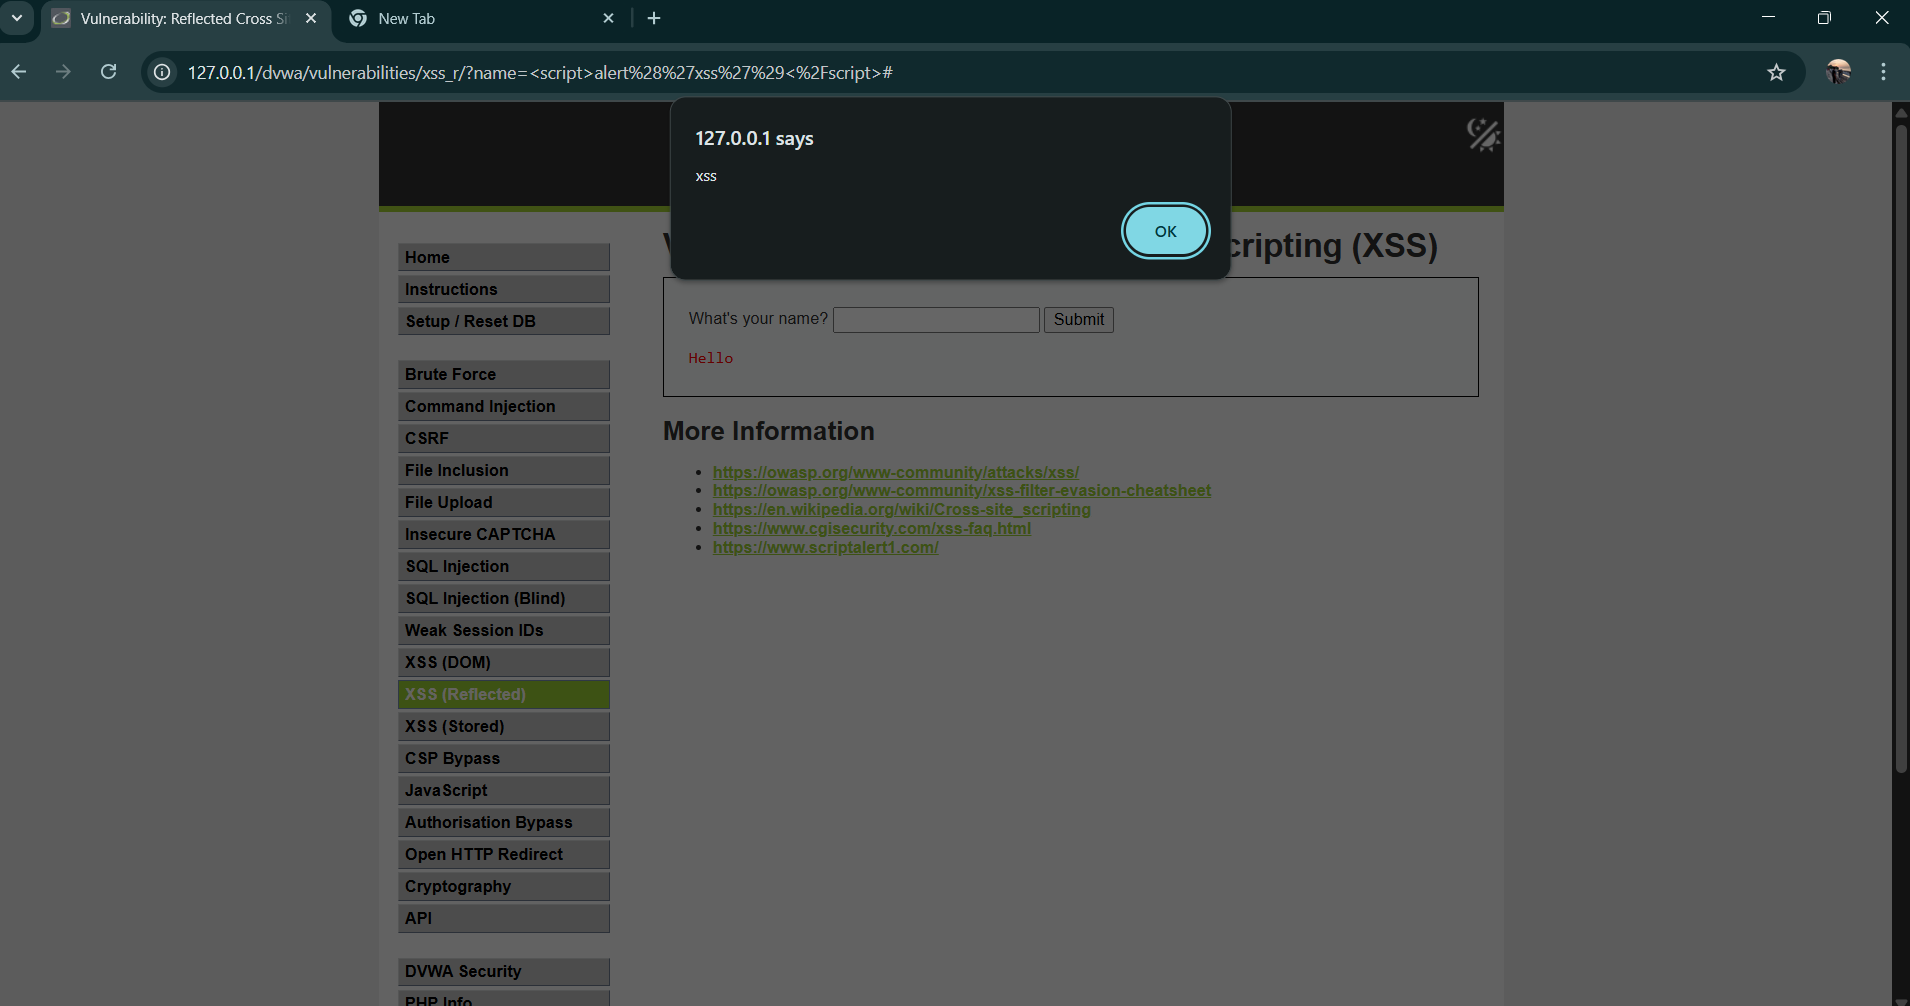 Vulnerability: Reflected Cross Si
New Tab
127.0.0.1/dvwa/vulnerabilities/xss_r/?name=<script>alert%28%27xss%27%29<%2Fscript>#
127.0.0.1 says
xss
OK
cripting (XSS)
Home
Instructions
Setup / Reset DB
Brute Force
Command Injection
CSRF
File Inclusion
File Upload
Insecure CAPTCHA
SQL Injection
SQL Injection (Blind)
Weak Session IDs
XSS (DOM)
XSS (Reflected)
XSS (Stored)
CSP Bypass
JavaScript
Authorisation Bypass
Open HTTP Redirect
Cryptography
API
DVWA Security
PHP Info
What's your name? Submit
Hello
More Information
https://owasp.org/www-community/attacks/xss/
https://owasp.org/www-community/xss-filter-evasion-cheatsheet
https://en.wikipedia.org/wiki/Cross-site_scripting
https://www.cgisecurity.com/xss-faq.html
https://www.scriptalert1.com/